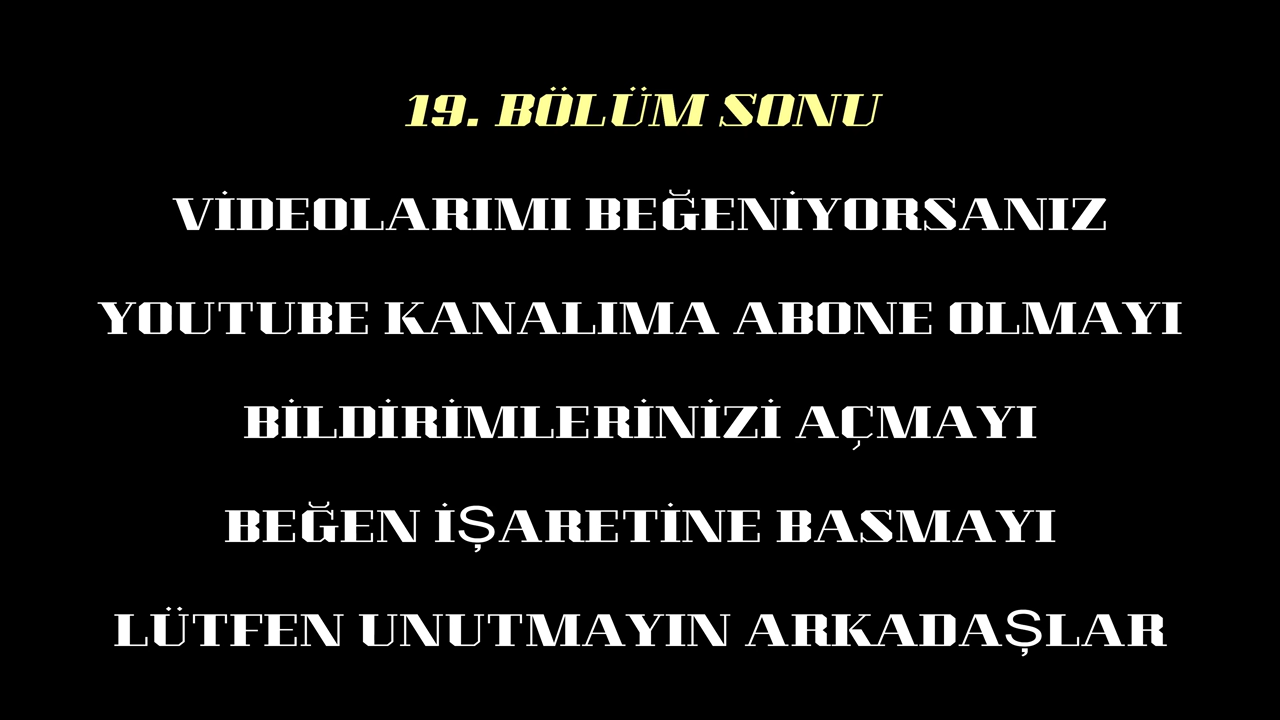 19. BÖLÜM SONU
VİDEOLARIMI BEĞENİYORSANIZ
YOUTUBE KANALIMA ABONE OLMAYI
BİLDİRİMLERİNİZİ AÇMAYI
BEĞEN İŞARETİNE BASMAYI
LÜTFEN UNUTMAYIN ARKADAŞLAR